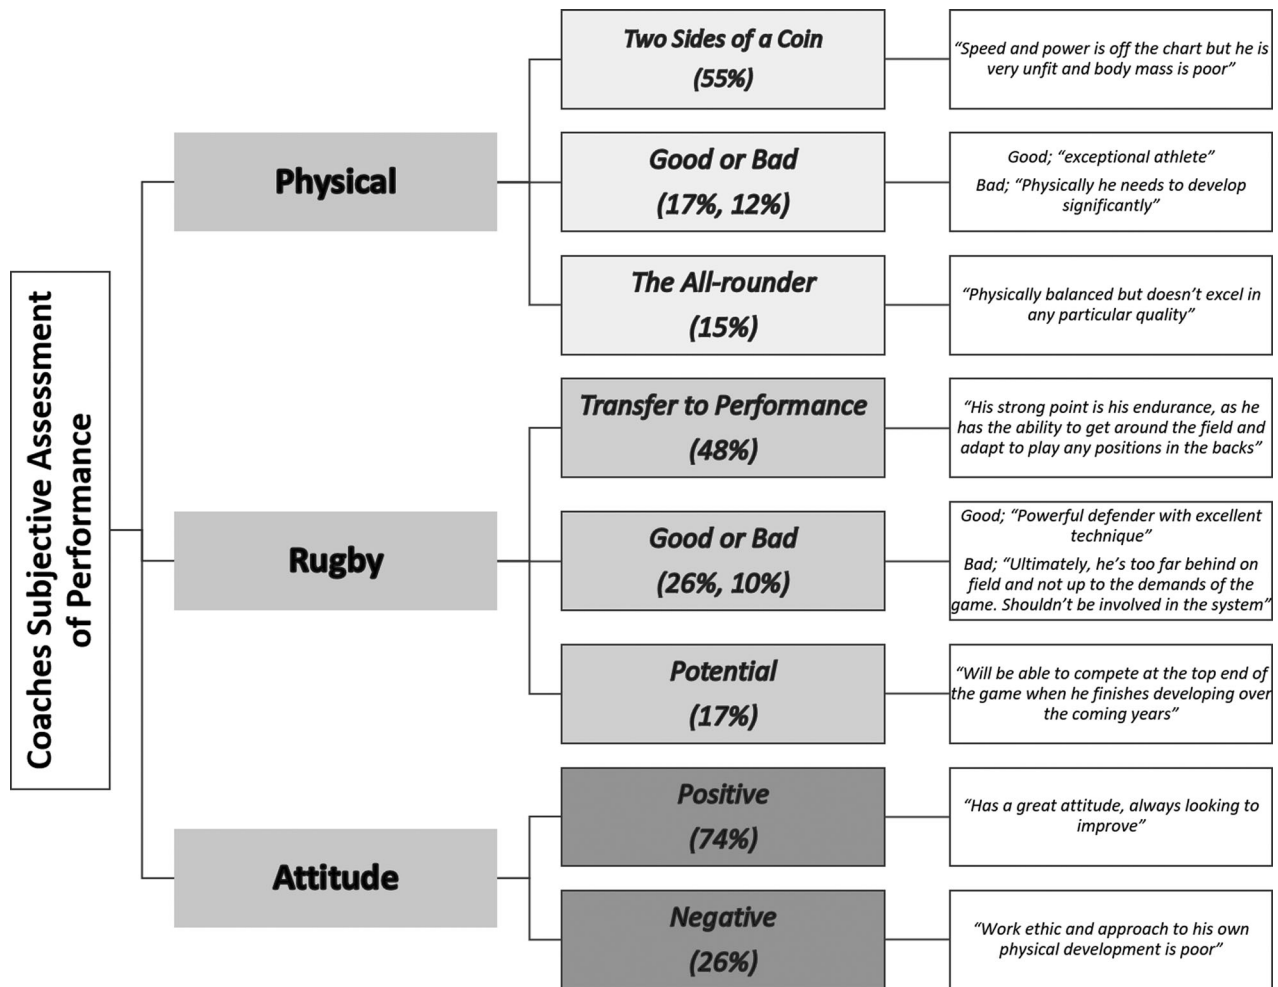 Coaches Subjective Assessment
of Performance
Physical
Two Sides of a Coin
(55%)
“Speed and power is off the chart but he is
very unfit and body mass is poor”
Good or Bad
(17%, 12%)
Good; “exceptional athlete”
Bad; “Physically he needs to develop
significantly”
The All-rounder
(15%)
“Physically balanced but doesn’t excel in
any particular quality”
Rugby
Transfer to Performance
(48%)
“His strong point is his endurance, as he
has the ability to get around the field and
adapt to play any positions in the backs”
Good or Bad
(26%, 10%)
Good; “Powerful defender with excellent
technique”
Bad; “Ultimately, he’s too far behind on
field and not up to the demands of the
game. Shouldn’t be involved in the system”
Potential
(17%)
“Will be able to compete at the top end of
the game when he finishes developing over
the coming years”
Attitude
Positive
(74%)
“Has a great attitude, always looking to
improve”
Negative
(26%)
“Work ethic and approach to his own
physical development is poor”